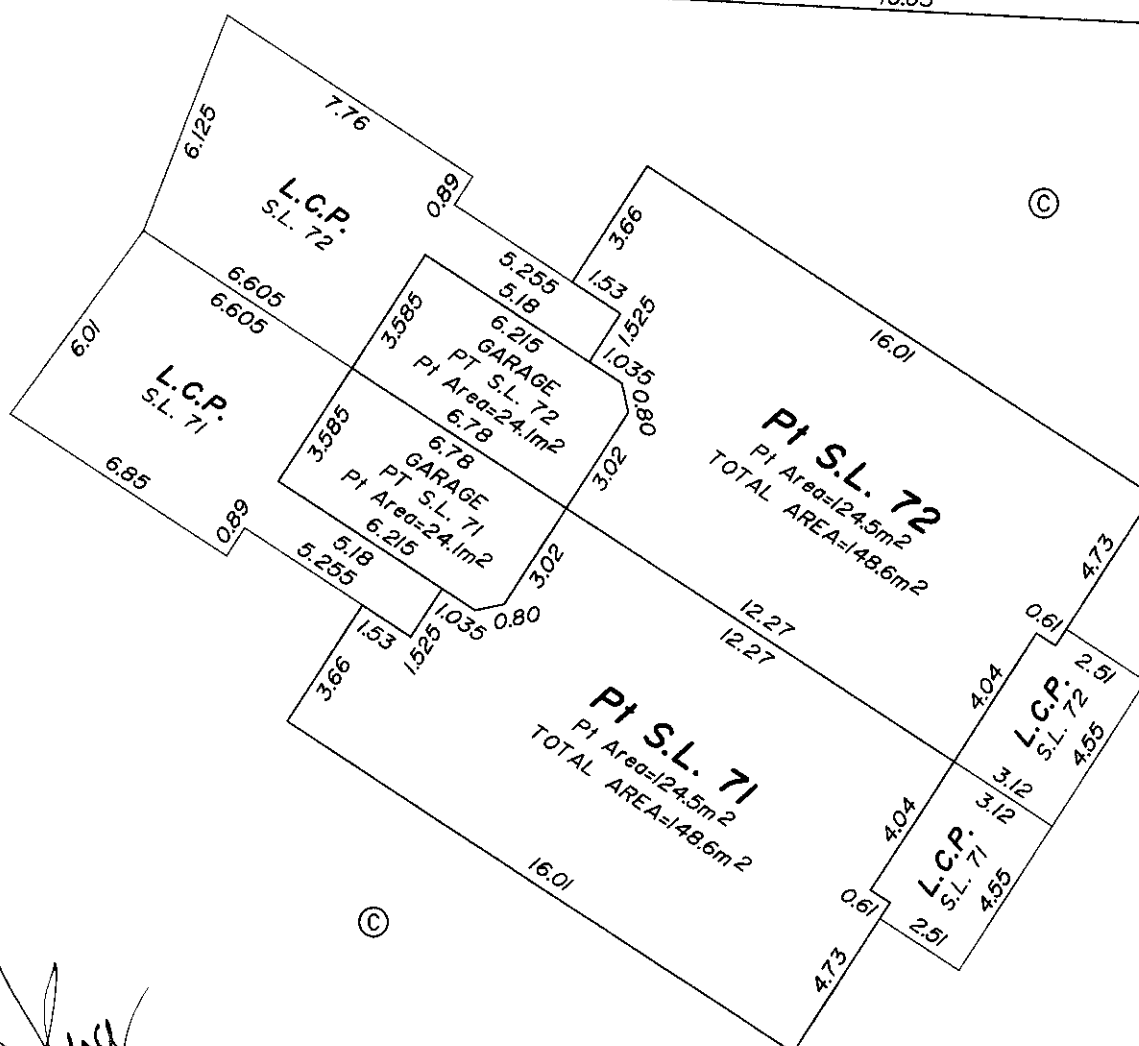 7.76
6.125
L.C.P.
S.L. 72
0.89
6.605
6.605
5.255
5.18
3.66
1.53
1.525
1.035
0.80
©
16.01
3.585
6.215
GARAGE
PT S.L. 72
Pt Area=24.1m2
6.78
6.01
L.C.P.
S.L. 71
3.585
6.78
GARAGE
PT S.L. 71
Pt Area=24.1m2
6.215
3.02
3.02
6.85
0.89
5.18
5.255
1.035
0.80
1.53
1.525
3.66
Pt S.L. 72
Pt Area=124.5m2
TOTAL AREA=148.6m2
4.73
0.61
12.27
12.27
4.04
2.51
L.C.P.
S.L. 72
4.55
3.12
3.12
Pt S.L. 71
Pt Area=124.5m2
TOTAL AREA=148.6m2
4.04
L.C.P.
S.L. 71
4.55
0.61
2.51
16.01
4.73
©